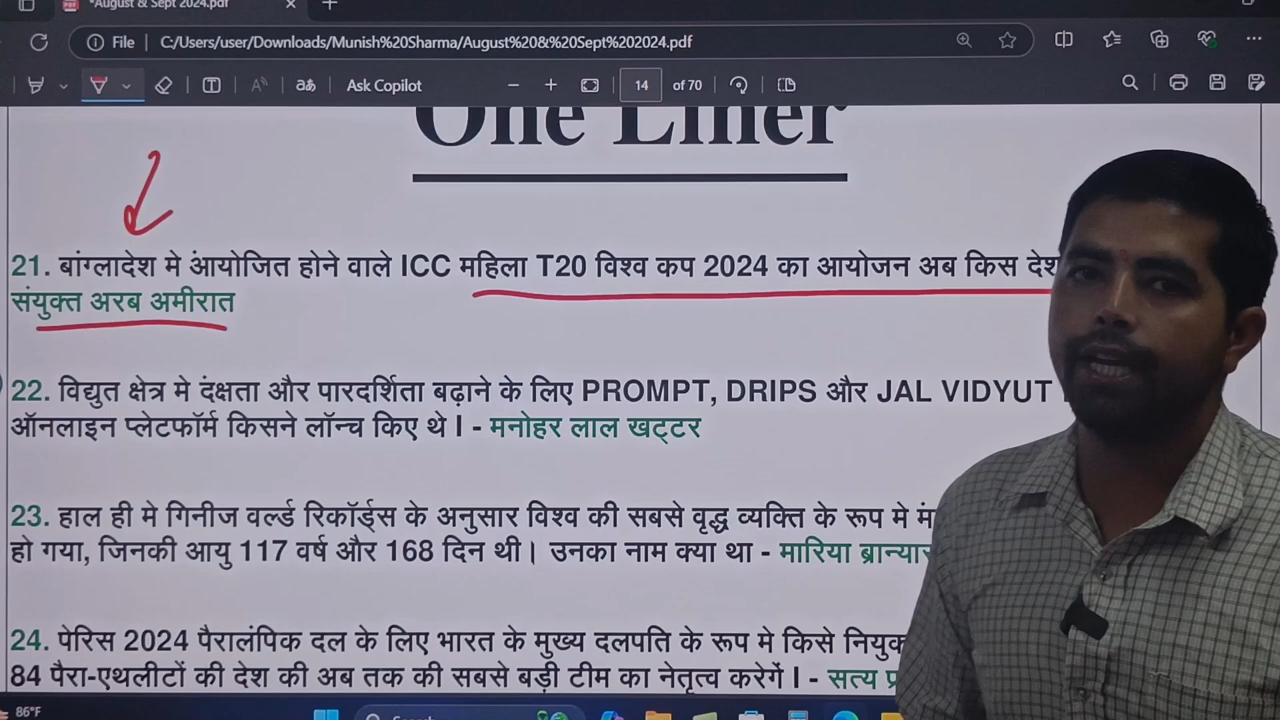 *August & Sept 2024.pdf
File C:/Users/user/Downloads/Munish%20Sharma/August%20&%20Sept%202024.pdf
aあ Ask Copilot 14 of 70
One Liner
21. बांग्लादेश मे आंयोजित होने वाले ICC महिला T20 विश्व कप 2024 का आयोजन अब किस देश
संयुक्त अरब अमीरात
22. विद्युत क्षेत्र मे दंक्षता और पारदर्शिता बढ़ाने के लिए PROMPT, DRIPS और JAL VIDYUT
ऑनलाइन प्लेटफॉर्म किसने लॉन्च किए थे I - मनोहर लाल खट्टर
23. हाल ही मे गिनीज वर्ल्ड रिकॉर्ड्स के अनुसार विश्व की सबसे वृद्ध व्यक्ति के रूप मे
हो गया, जिनकी आयु 117 वर्ष और 168 दिन थी। उनका नाम क्या था - मारिया
24. पेरिस 2024 पैरालंपिक दल के लिए भारत के मुख्य दलपति के रूप मे किसे
84 पैरा-एथलीटों की देश की अब तक की सबसे बड़ी टीम का नेतृत्व करेगें I - सत्य
86°F
Search